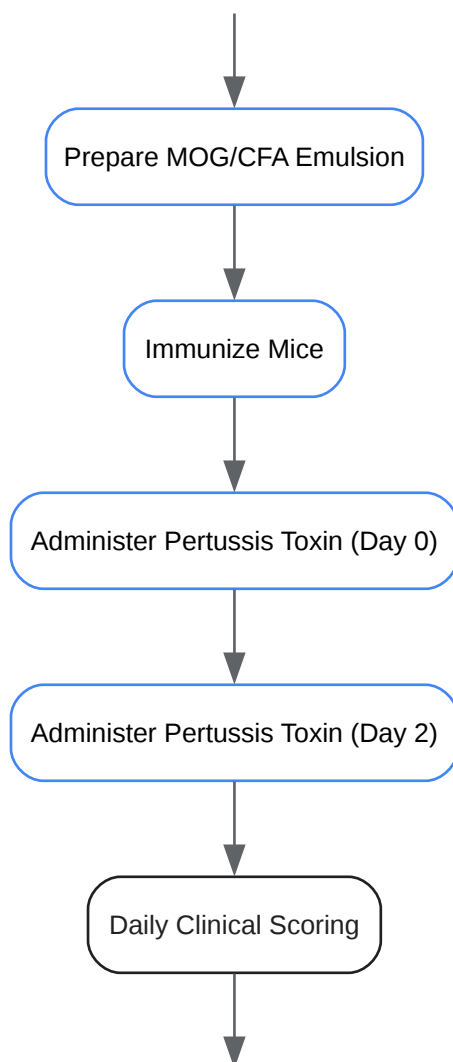 Prepare MOG/CFA Emulsion
Immunize Mice
Administer Pertussis Toxin (Day 0)
Administer Pertussis Toxin (Day 2)
Daily Clinical Scoring